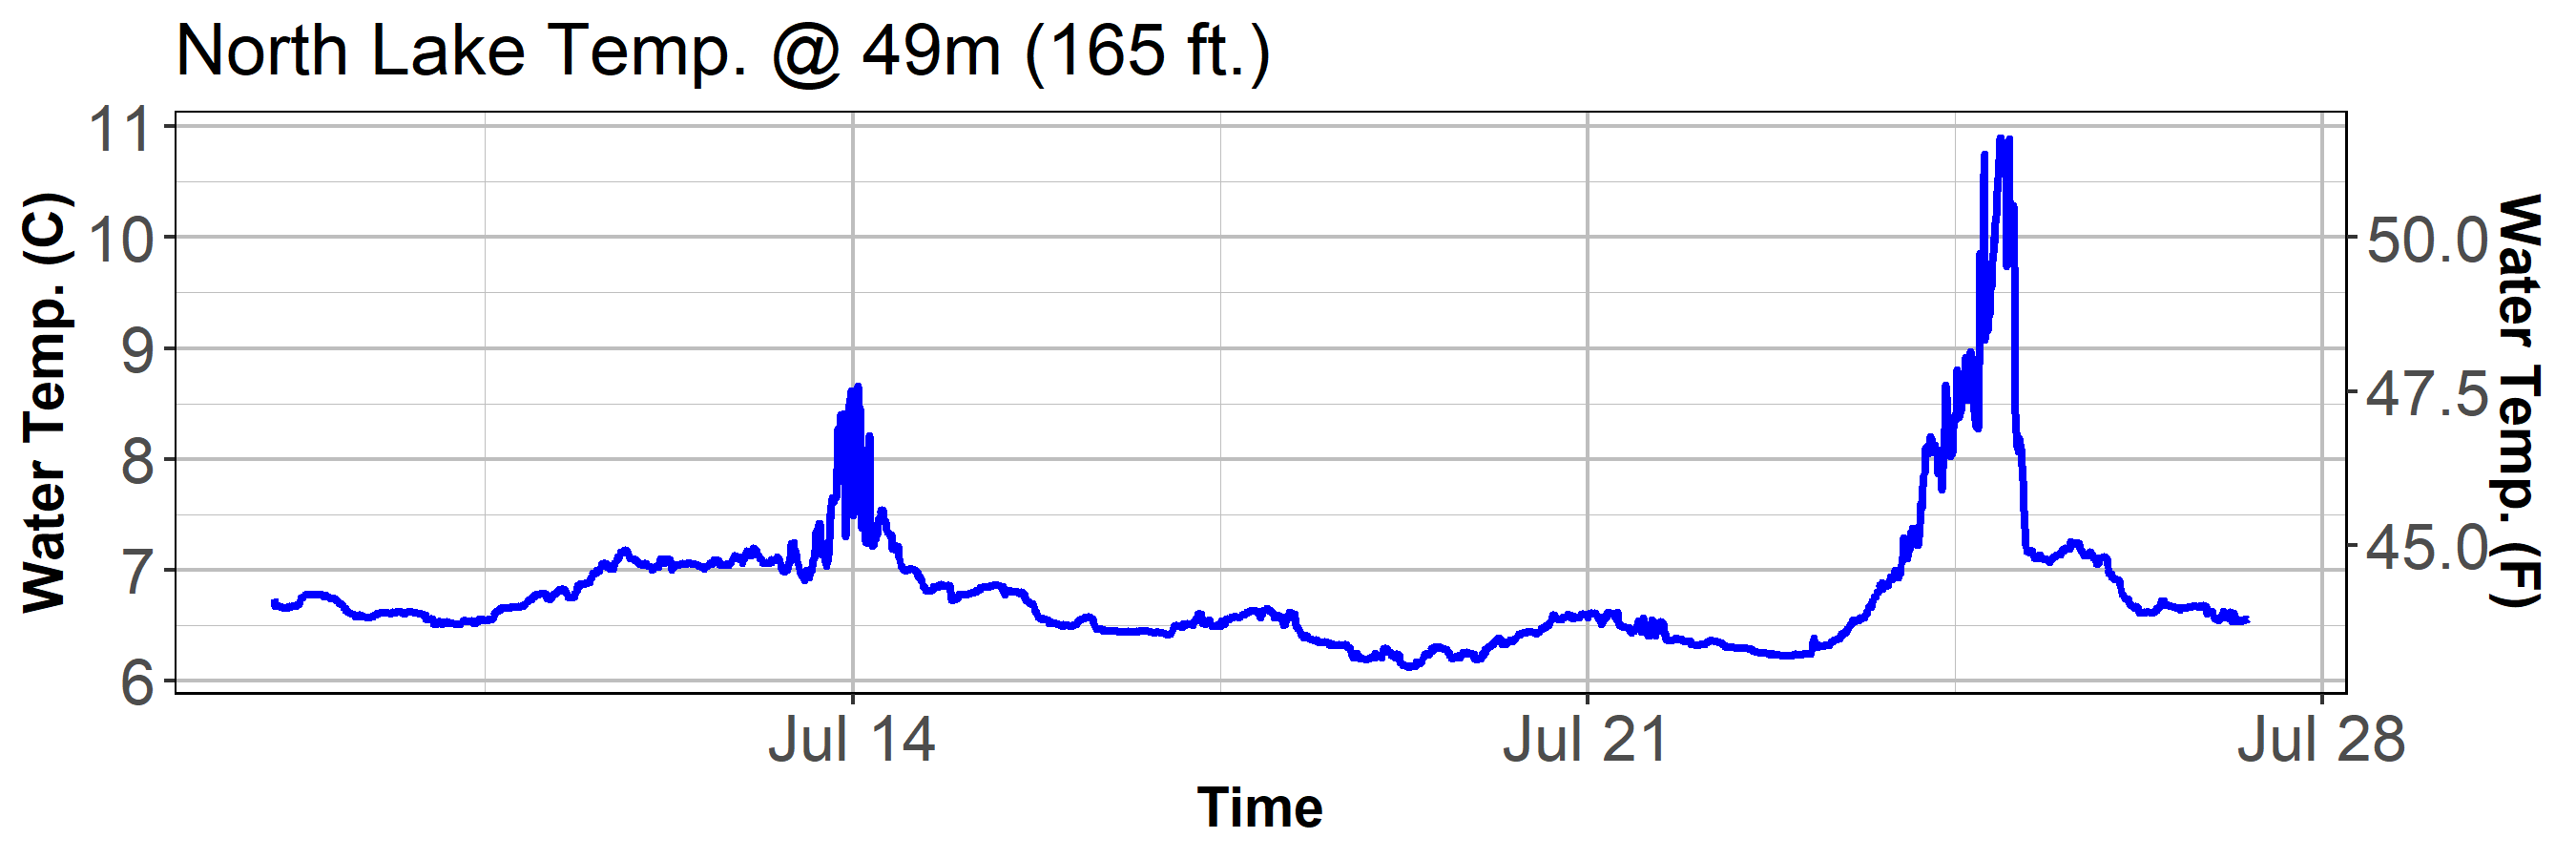 North Lake Temp. @ 49m (165 ft.)
Water Temp. (C)
11
10
9
8
7
6
50.0
47.5
45.0
Water Temp. (F)
Jul 14
Jul 21
Jul 28
Time